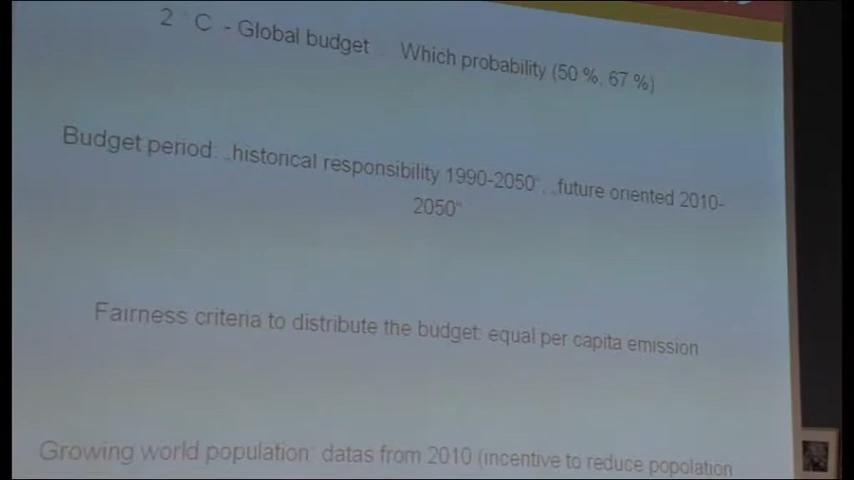 2 ° C - Global budget Which probability (50 %, 67 %)
Budget period: „historical responsibility 1990-2050“, „future oriented 2010-
2050“
Fairness criteria to distribute the budget: equal per capita emission
Growing world population: datas from 2010 (incentive to reduce popolation